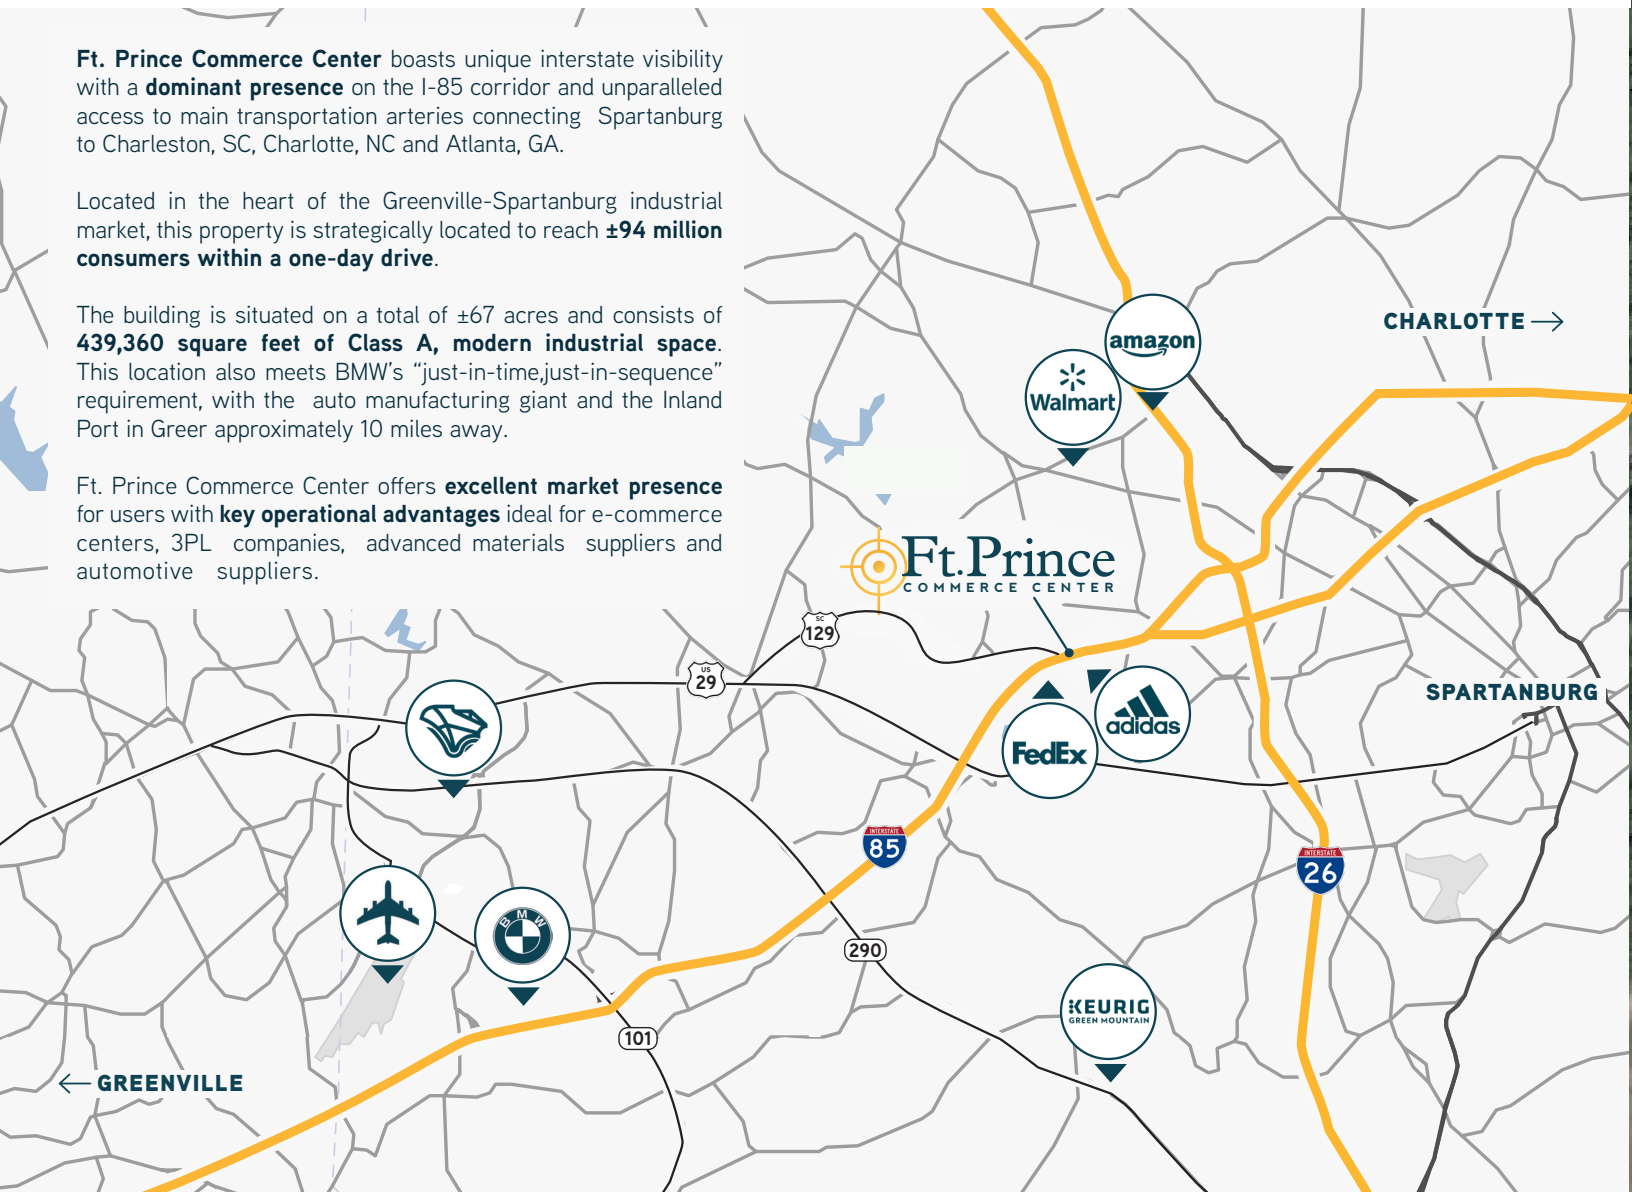 Ft. Prince Commerce Center boasts unique interstate visibility
with a dominant presence on the I-85 corridor and unparalleled
access to main transportation arteries connecting Spartanburg
to Charleston, SC, Charlotte, NC and Atlanta, GA.
Located in the heart of the Greenville-Spartanburg industrial
market, this property is strategically located to reach ±94 million
consumers within a one-day drive.
The building is situated on a total of ±67 acres and consists of
439,360 square feet of Class A, modern industrial space.
This location also meets BMW's “just-in-time,just-in-sequence”
requirement, with the auto manufacturing giant and the Inland
Port in Greer approximately 10 miles away.
Ft. Prince Commerce Center offers excellent market presence
for users with key operational advantages ideal for e-commerce
centers, 3PL companies, advanced materials suppliers and
automotive suppliers.
CHARLOTTE
amazon
Walmart
Ft. Prince
COMMERCE CENTER
SC
129
US
29
SPARTANBURG
adidas
FedEx
INTERSTATE
85
INTERSTATE
26
BMW
290
KEURIG
GREEN MOUNTAIN
101
GREENVILLE